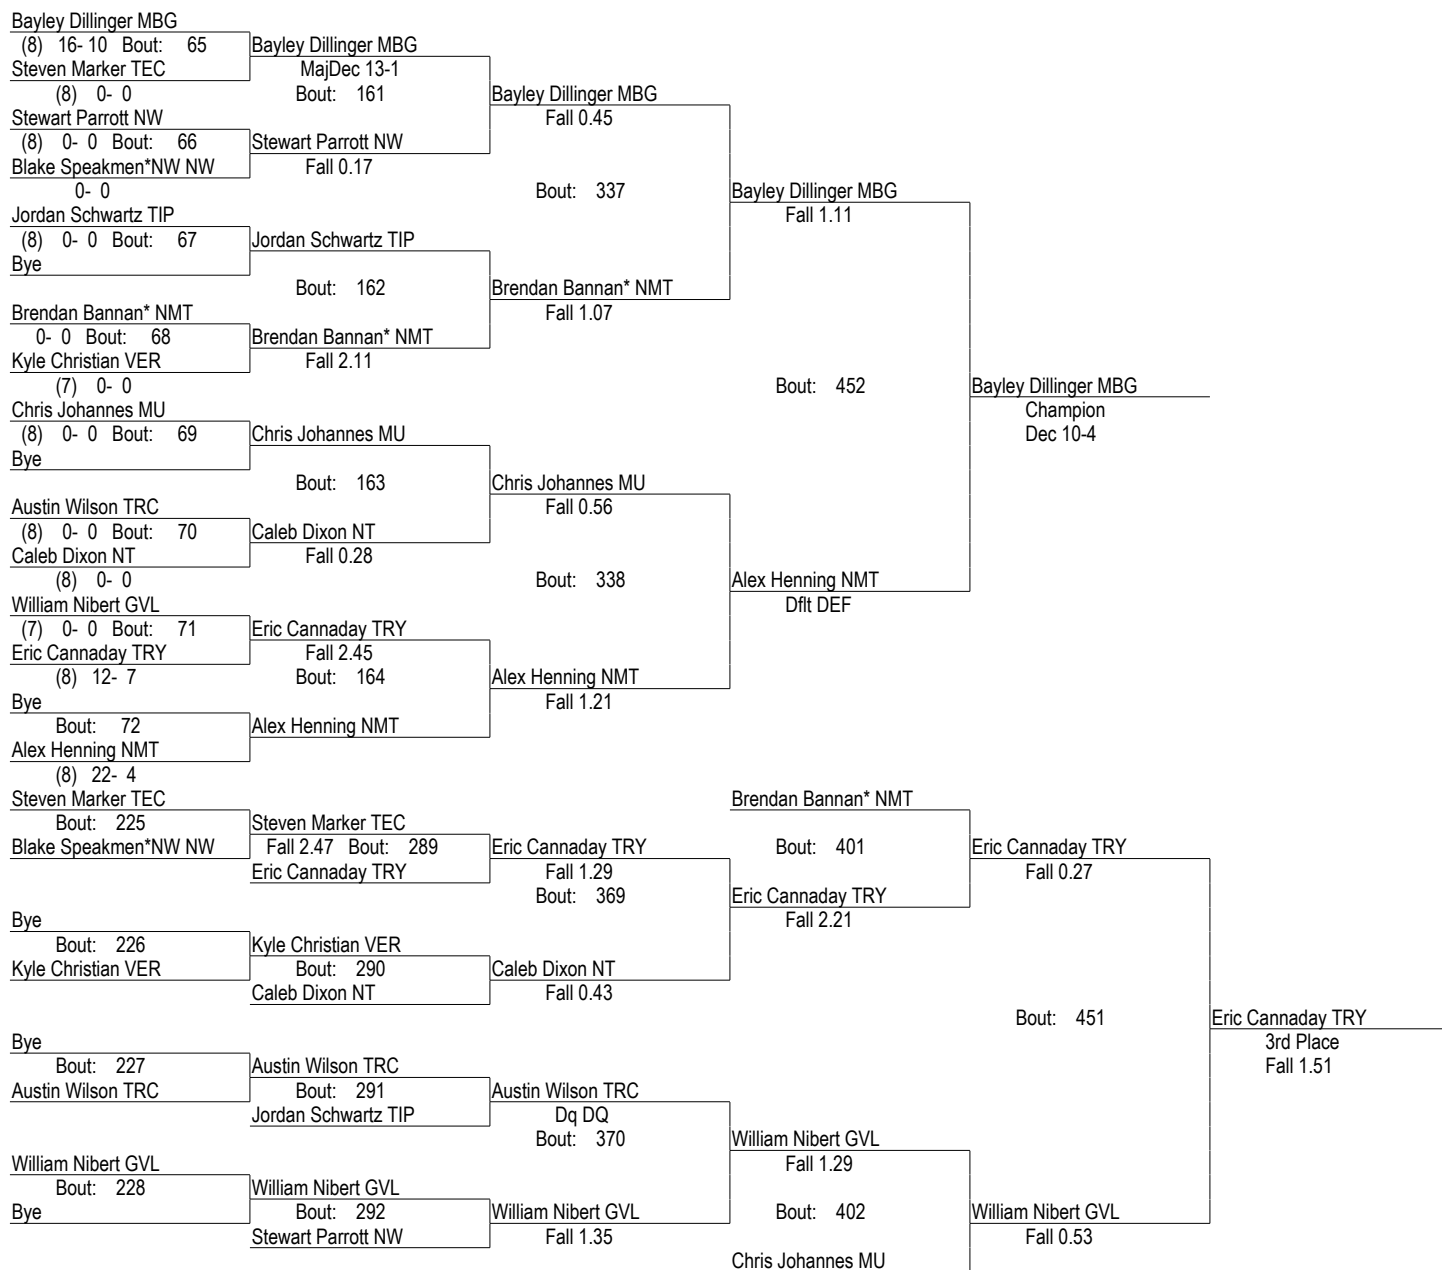 Bayley Dillinger MBG
(8) 16- 10 Bout: 65 Bayley Dillinger MBG
Steven Marker TEC MajDec 13-1
(8) 0- 0 Bout: 161 Bayley Dillinger MBG
Stewart Parrott NW Fall 0.45
(8) 0- 0 Bout: 66 Stewart Parrott NW
Blake Speakmen*NW NW Fall 0.17
0- 0 Bout: 337 Bayley Dillinger MBG
Jordan Schwartz TIP Fall 1.11
(8) 0- 0 Bout: 67 Jordan Schwartz TIP
Bye
Bout: 162 Brendan Bannan* NMT
Brendan Bannan* NMT Fall 1.07
0- 0 Bout: 68 Brendan Bannan* NMT
Kyle Christian VER Fall 2.11
(7) 0- 0 Bout: 452 Bayley Dillinger MBG
Chris Johannes MU Champion
(8) 0- 0 Bout: 69 Chris Johannes MU Dec 10-4
Bye
Bout: 163 Chris Johannes MU
Austin Wilson TRC Fall 0.56
(8) 0- 0 Bout: 70 Caleb Dixon NT
Caleb Dixon NT Fall 0.28
(8) 0- 0 Bout: 338 Alex Henning NMT
William Nibert GVL Dflt DEF
(7) 0- 0 Bout: 71 Eric Cannaday TRY
Eric Cannaday TRY Fall 2.45
(8) 12- 7 Bout: 164 Alex Henning NMT
Bye Fall 1.21
Bout: 72 Alex Henning NMT
Alex Henning NMT
(8) 22- 4
Steven Marker TEC Brendan Bannan* NMT
Bout: 225 Steven Marker TEC
Blake Speakmen*NW NW Fall 2.47 Bout: 289 Eric Cannaday TRY Bout: 401 Eric Cannaday TRY
Eric Cannaday TRY Fall 1.29 Fall 0.27
Bout: 369 Eric Cannaday TRY
Bye Fall 2.21
Bout: 226 Kyle Christian VER
Kyle Christian VER Bout: 290 Caleb Dixon NT
Caleb Dixon NT Fall 0.43
Bout: 451 Eric Cannaday TRY
Bye 3rd Place
Bout: 227 Austin Wilson TRC Fall 1.51
Austin Wilson TRC Bout: 291 Austin Wilson TRC
Jordan Schwartz TIP Dq DQ
Bout: 370 William Nibert GVL
William Nibert GVL Fall 1.29
Bout: 228 William Nibert GVL
Bye Bout: 292 William Nibert GVL Bout: 402 William Nibert GVL
Stewart Parrott NW Fall 1.35 Fall 0.53
Chris Johannes MU